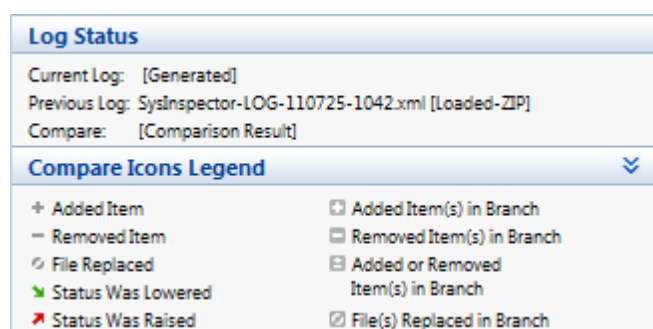 Log Status
Current Log: [Generated]
Previous Log: SysInspector-LOG-110725-1042.xml [Loaded-ZIP]
Compare: [Comparison Result]
Compare Icons Legend
Added Item
Removed Item
File Replaced
Status Was Lowered
Status Was Raised
Added Item(s) in Branch
Removed Item(s) in Branch
Added or Removed
Item(s) in Branch
File(s) Replaced in Branch